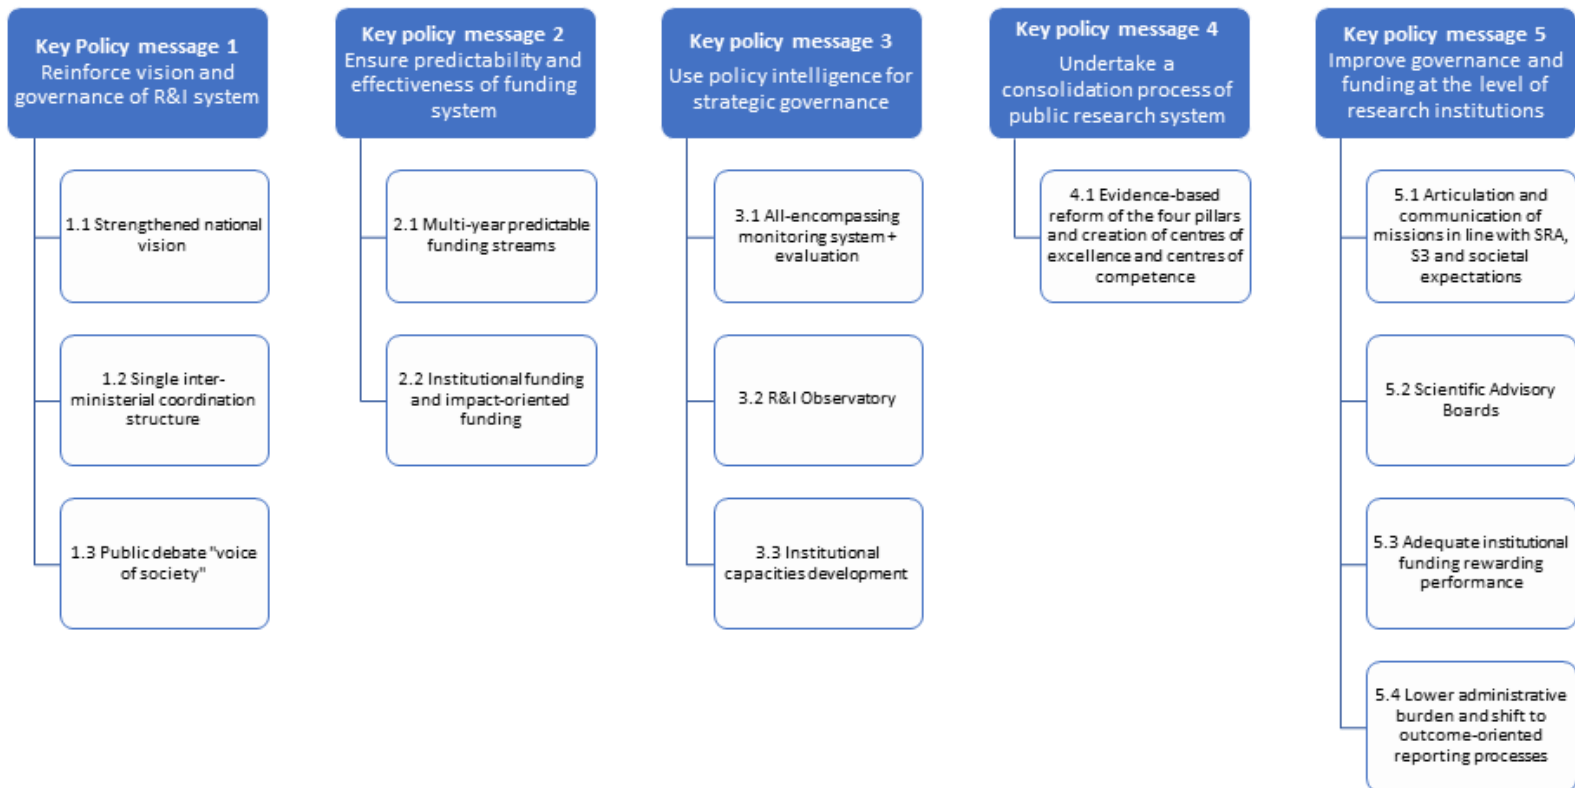 Key Policy message 1
Reinforce vision and
governance of R&I system
1.1 Strengthened national
vision
1.2 Single inter-
ministerial coordination
structure
1.3 Public debate "voice
of society"
Key policy message 2
Ensure predictability and
effectiveness of funding
system
2.1 Multi-year predictable
funding streams
2.2 Institutional funding
and impact-oriented
funding
Key policy message 3
Use policy intelligence for
strategic governance
3.1 All-encompassing
monitoring system +
evaluation
3.2 R&I Observatory
3.3 Institutional
capacities development
Key policy message 4
Undertake a
consolidation process of
public research system
4.1 Evidence-based
reform of the four pillars
and creation of centres of
excellence and centres of
competence
Key policy message 5
Improve governance and
funding at the level of
research institutions
5.1 Articulation and
communication of
missions in line with SRA,
S3 and societal
expectations
5.2 Scientific Advisory
Boards
5.3 Adequate institutional
funding rewarding
performance
5.4 Lower administrative
burden and shift to
outcome-oriented
reporting processes